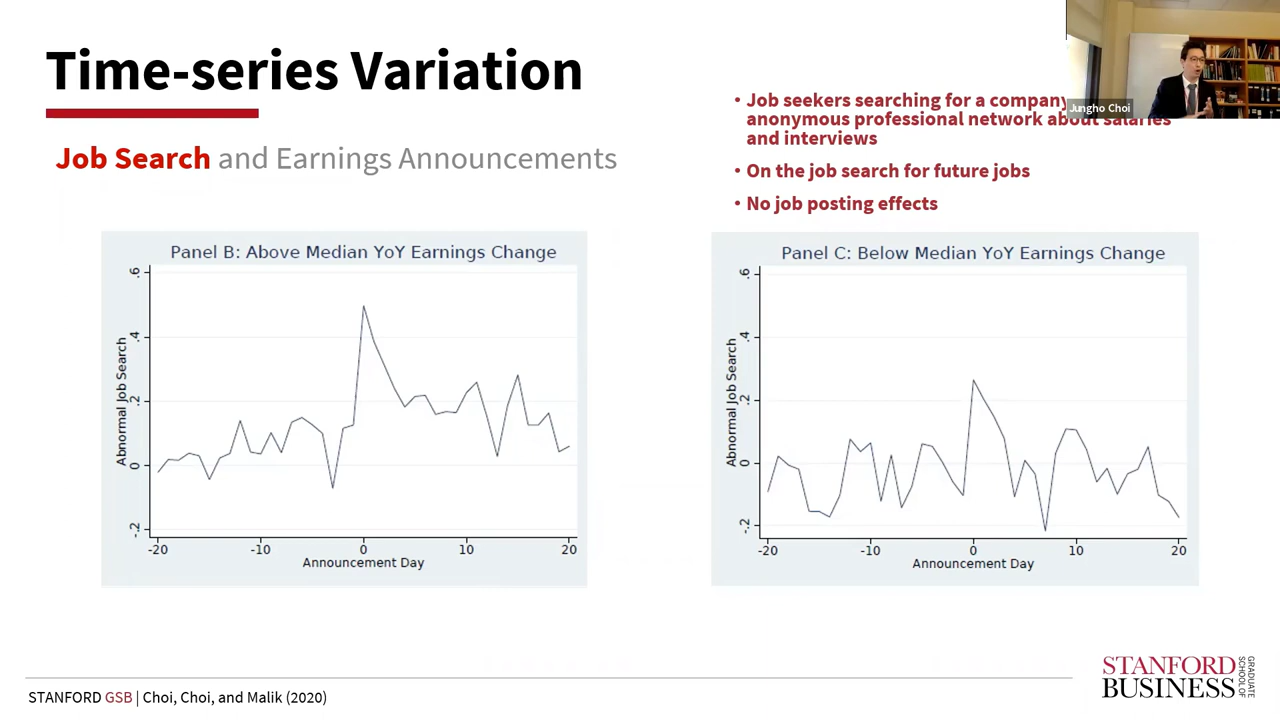 Time-series Variation
Job Search and Earnings Announcements
• Job seekers searching for a company
anonymous professional network about salaries
and interviews
• On the job search for future jobs
• No job posting effects
Jungho Choi
Panel B: Above Median YoY Earnings Change
Abnormal Job Search
.6
.4
.2
0
-.2
-20 -10 0 10 20
Announcement Day
Panel C: Below Median YoY Earnings Change
Abnormal Job Search
.6
.4
.2
0
-.2
-20 -10 0 10 20
Announcement Day
STANFORD GSB | Choi, Choi, and Malik (2020)
STANFORD
BUSINESS
GRADUATE
SCHOOL OF